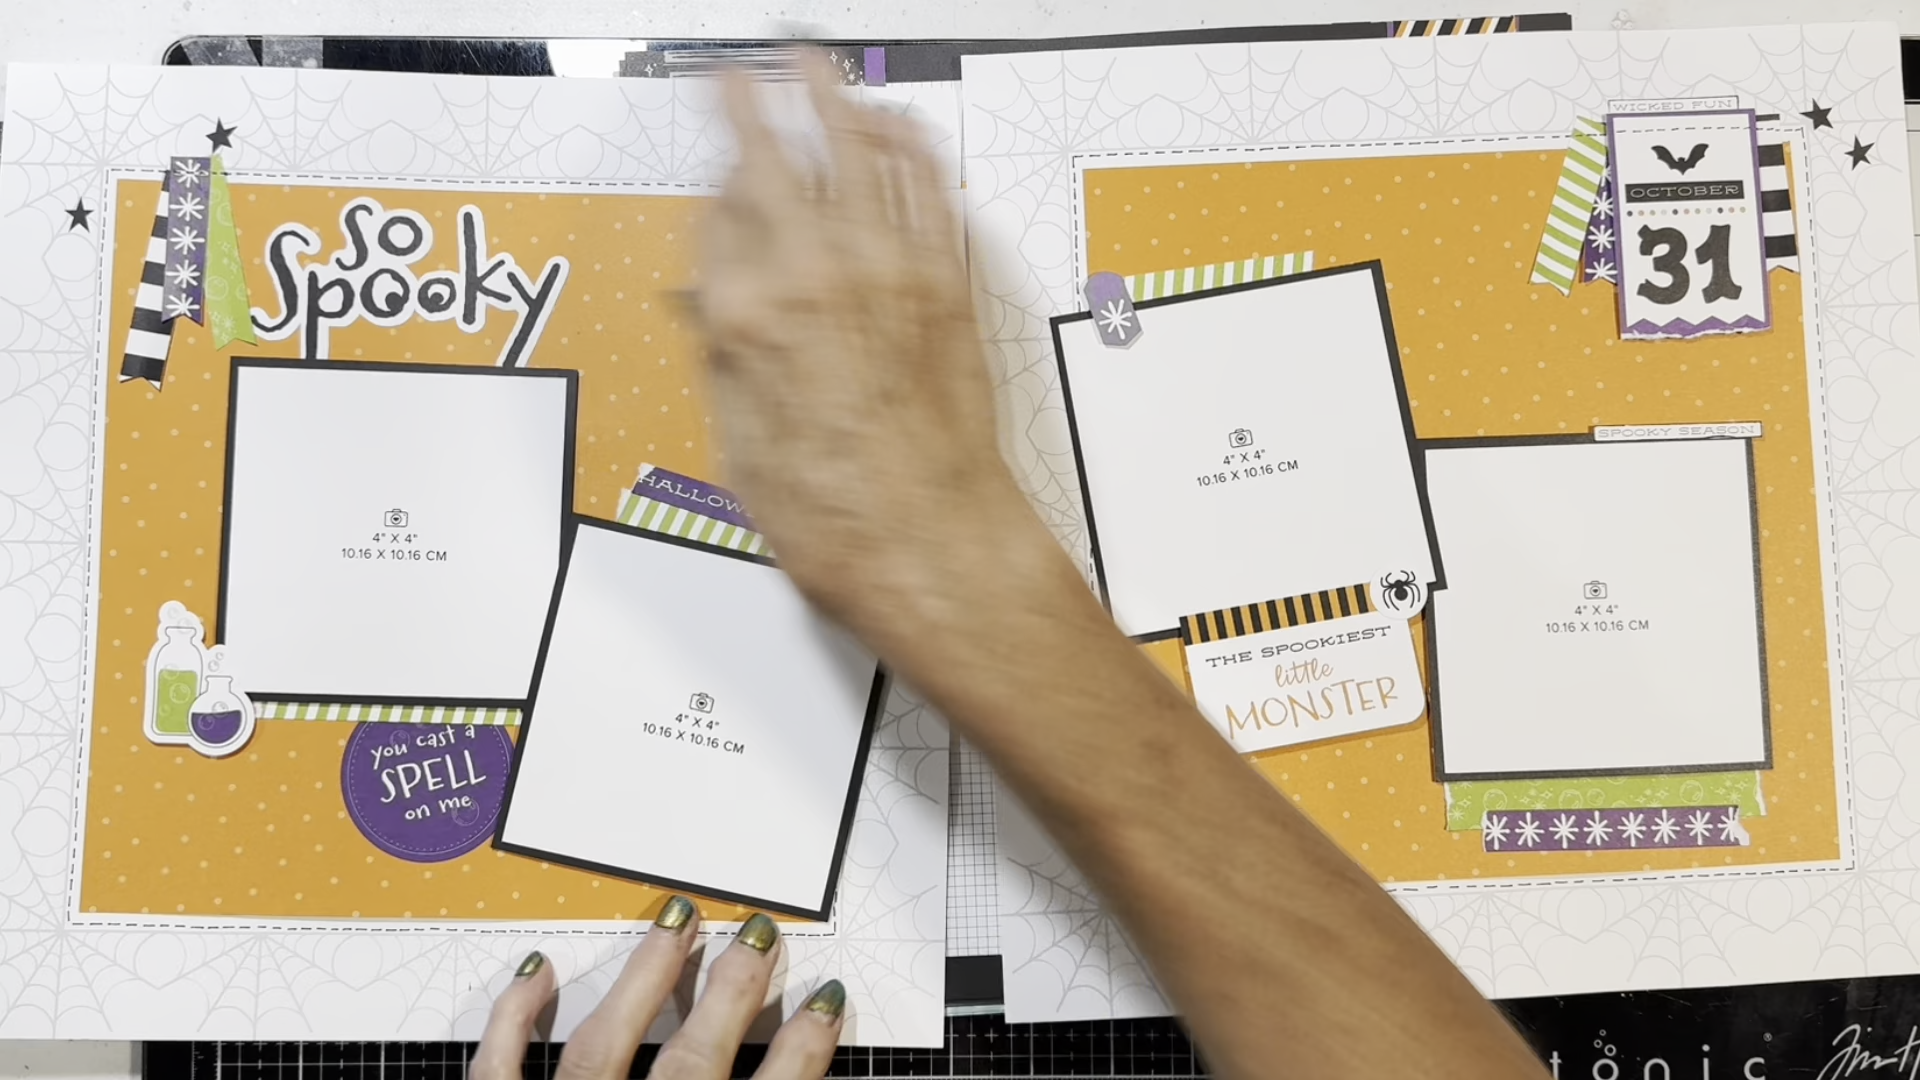 so
spooky
4" X 4"
10.16 X 10.16 CM
you cast a
SPELL
on me
4" X 4"
10.16 X 10.16 CM
WICKED FUN
OCTOBER
31
4" X 4"
10.16 X 10.16 CM
THE SPOOKIEST
little
MONSTER
SPOOKY SEASON
4" X 4"
10.16 X 10.16 CM
tonic